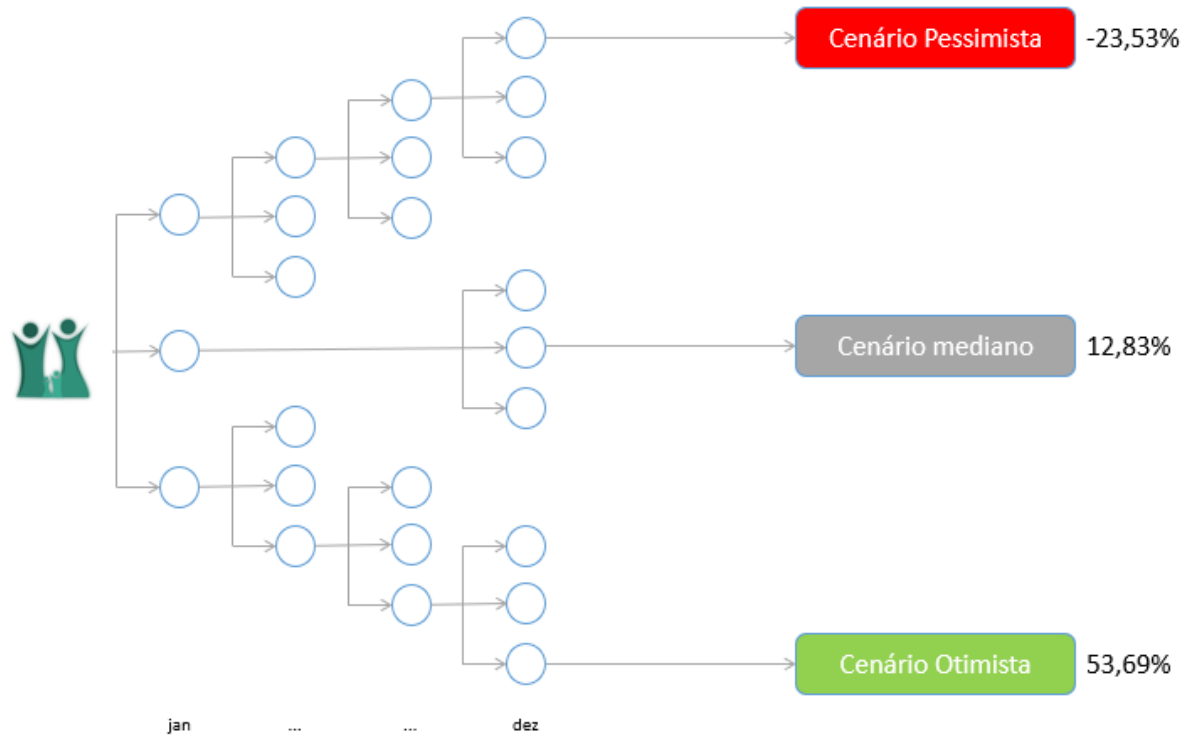 Cenário Pessimista -23,53%
Cenário mediano 12,83%
Cenário Otimista 53,69%
jan ... ... dez